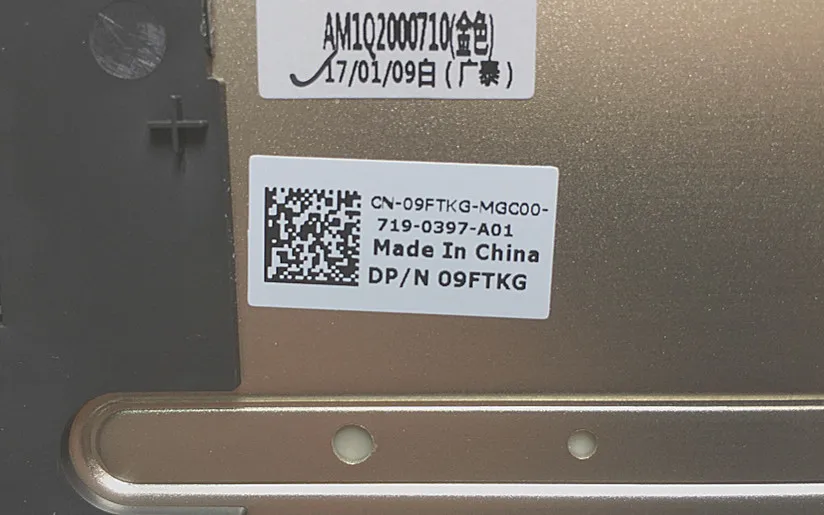 AM1Q2000710(金色)
17/01/09白(广泰)
CN-09FTKG-MGC00-
719-0397-A01
Made In China
DP/N 09FTKG